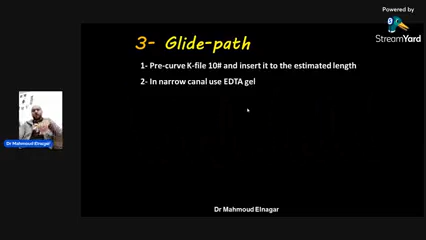 Powered by
StreamYard
3- Glide-path
1- Pre-curve K-file 10# and insert it to the estimated length
2- In narrow canal use EDTA gel
Dr Mahmoud Elnagar
Dr Mahmoud Elnagar